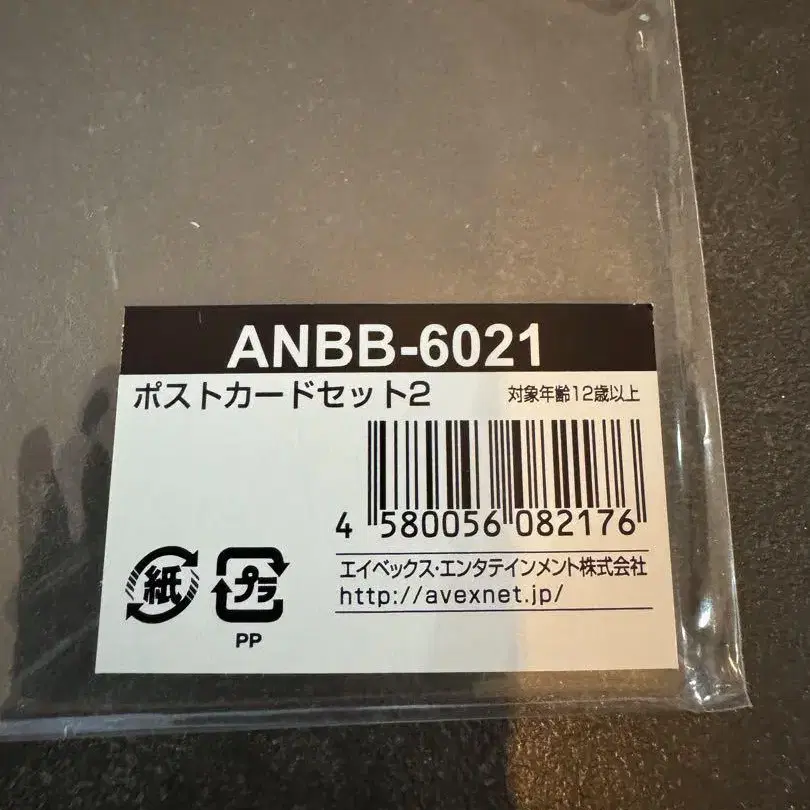 ANBB-6021
ポストカードセット2 対象年齢12歳以上
4 580056 082176
エイベックス・エンタテインメント株式会社
http://avexnet.jp/
紙 プラ
PP